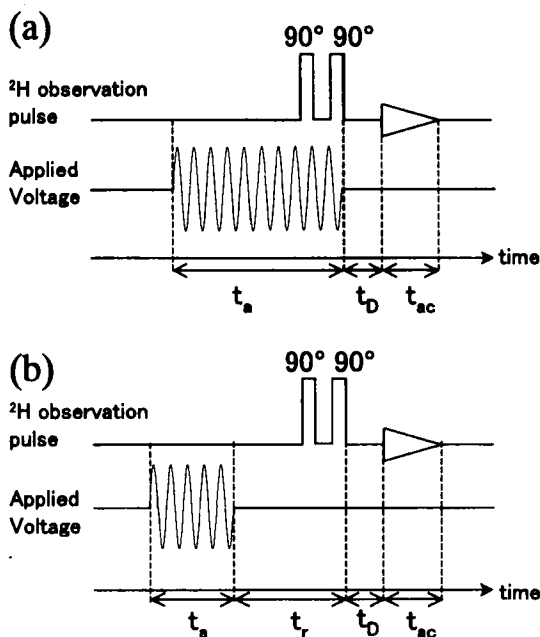 (a)
90° 90°
²H observation
pulse
Applied
Voltage
time
tₐ t_D t_ac
(b)
90° 90°
²H observation
pulse
Applied
Voltage
time
tₐ t_r t_D t_ac